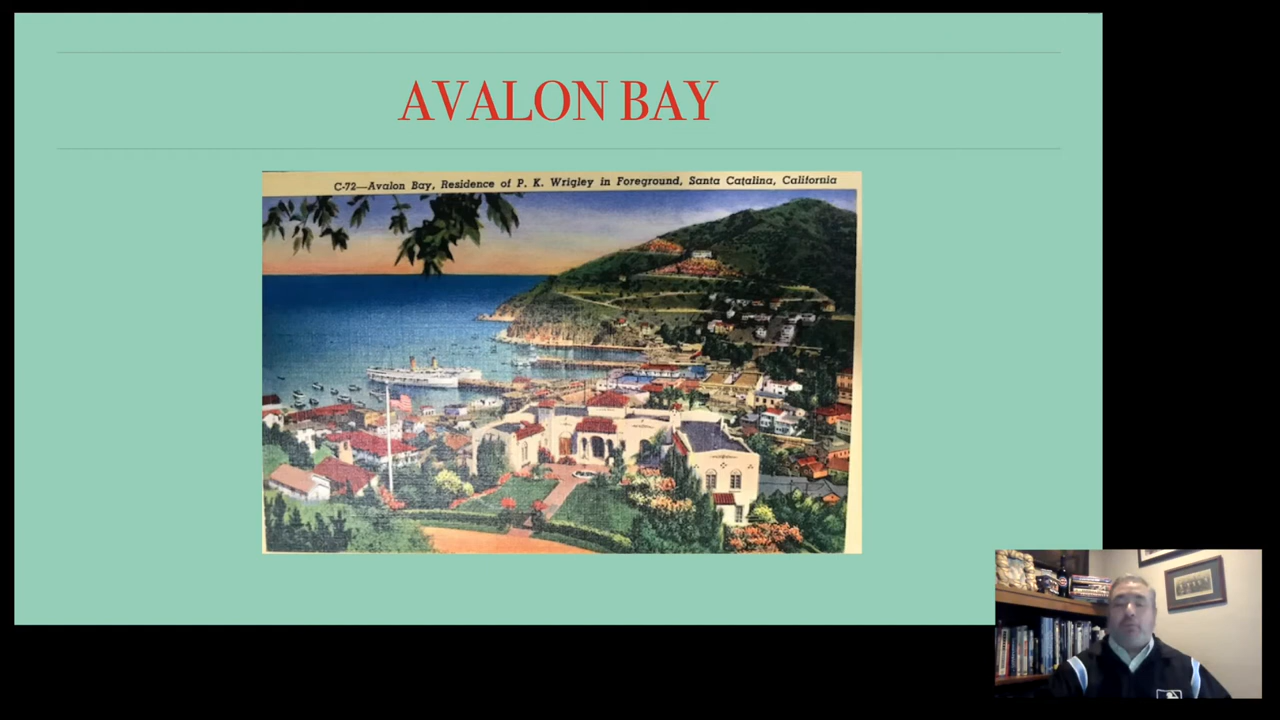 AVALON BAY
C-72—Avalon Bay, Residence of P. K. Wrigley in Foreground, Santa Catalina, California